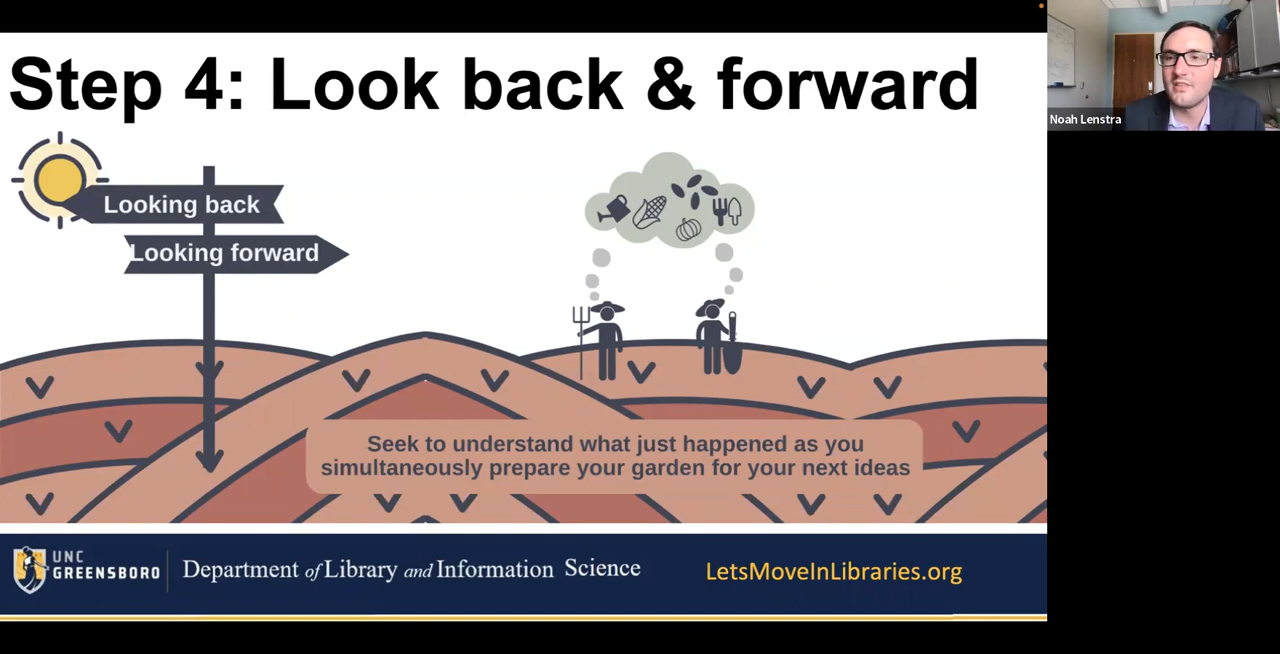 Step 4: Look back & forward
Noah Lenstra
Looking back
Looking forward
Seek to understand what just happened as you
simultaneously prepare your garden for your next ideas
UNC
GREENSBORO
Department of Library and Information Science
LetsMoveInLibraries.org